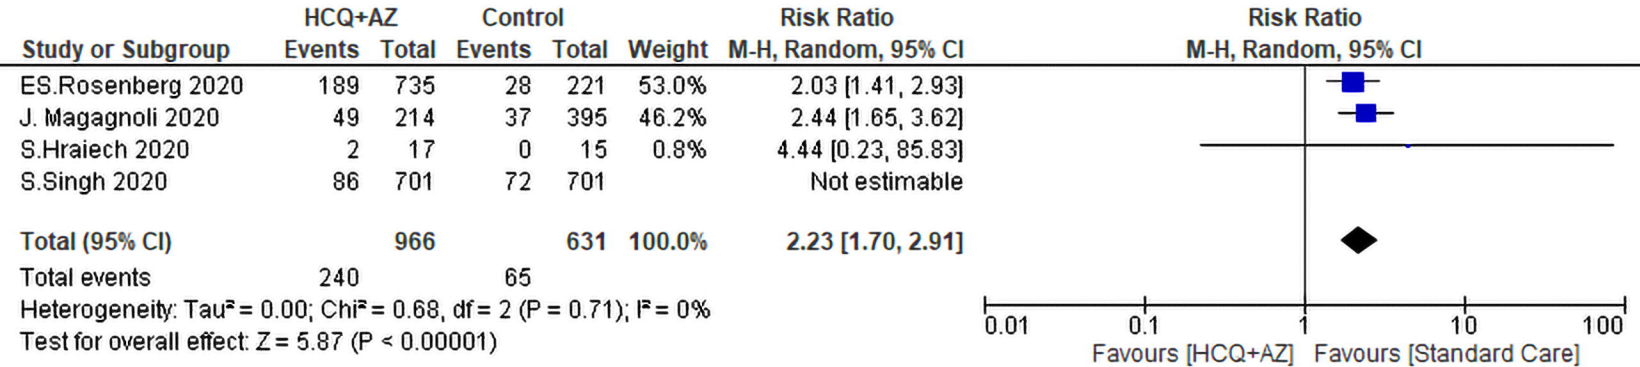 HCQ+AZ Control Risk Ratio Risk Ratio
Study or Subgroup Events Total Events Total Weight M-H, Random, 95% CI M-H, Random, 95% CI
ES.Rosenberg 2020 189 735 28 221 53.0% 2.03 [1.41, 2.93]
J. Magagnoli 2020 49 214 37 395 46.2% 2.44 [1.65, 3.62]
S.Hraiech 2020 2 17 0 15 0.8% 4.44 [0.23, 85.83]
S.Singh 2020 86 701 72 701 Not estimable
Total (95% CI) 966 631 100.0% 2.23 [1.70, 2.91]
Total events 240 65
Heterogeneity: Tau² = 0.00; Chi² = 0.68, df = 2 (P = 0.71); I² = 0%
Test for overall effect: Z = 5.87 (P < 0.00001)
0.01 0.1 1 10 100
Favours [HCQ+AZ] Favours [Standard Care]